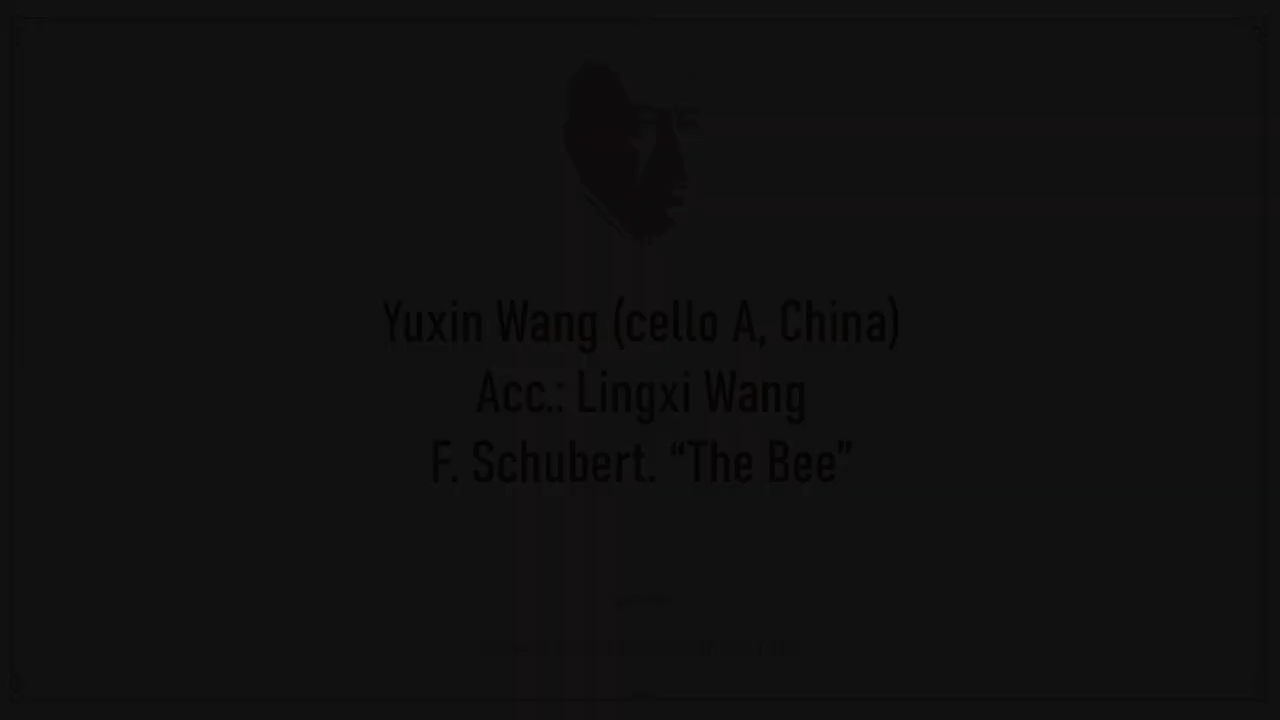 Yuxin Wang (cello A, China)
Acc.: Lingxi Wang
F. Schubert. “The Bee”